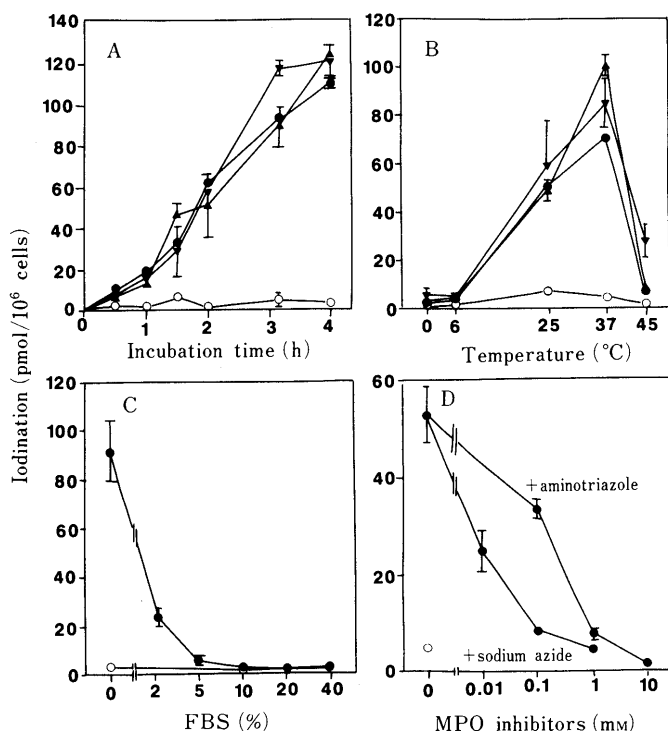 Iodination (pmol/10⁶ cells)
A
140
120
100
80
60
40
20
0
0 1 2 3 4
Incubation time (h)
B
120
100
80
60
40
20
0
0 6 25 37 45
Temperature (°C)
C
120
100
80
60
40
20
0
0 2 5 10 20 40
FBS (%)
D
60
40
20
0
+aminotriazole
+sodium azide
0 0.01 0.1 1 10
MPO inhibitors (mM)